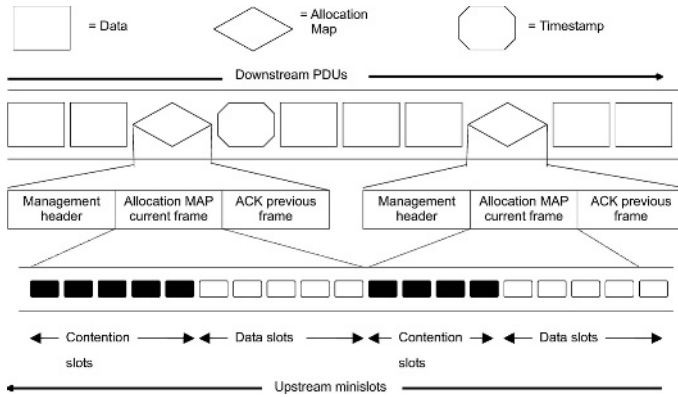 = Data
= Allocation
Map
= Timestamp
Downstream PDUs
Management
header
Allocation MAP
current frame
ACK previous
frame
Management
header
Allocation MAP
current frame
ACK previous
frame
Contention
slots
Data slots
Contention
slots
Data slots
Upstream minislots